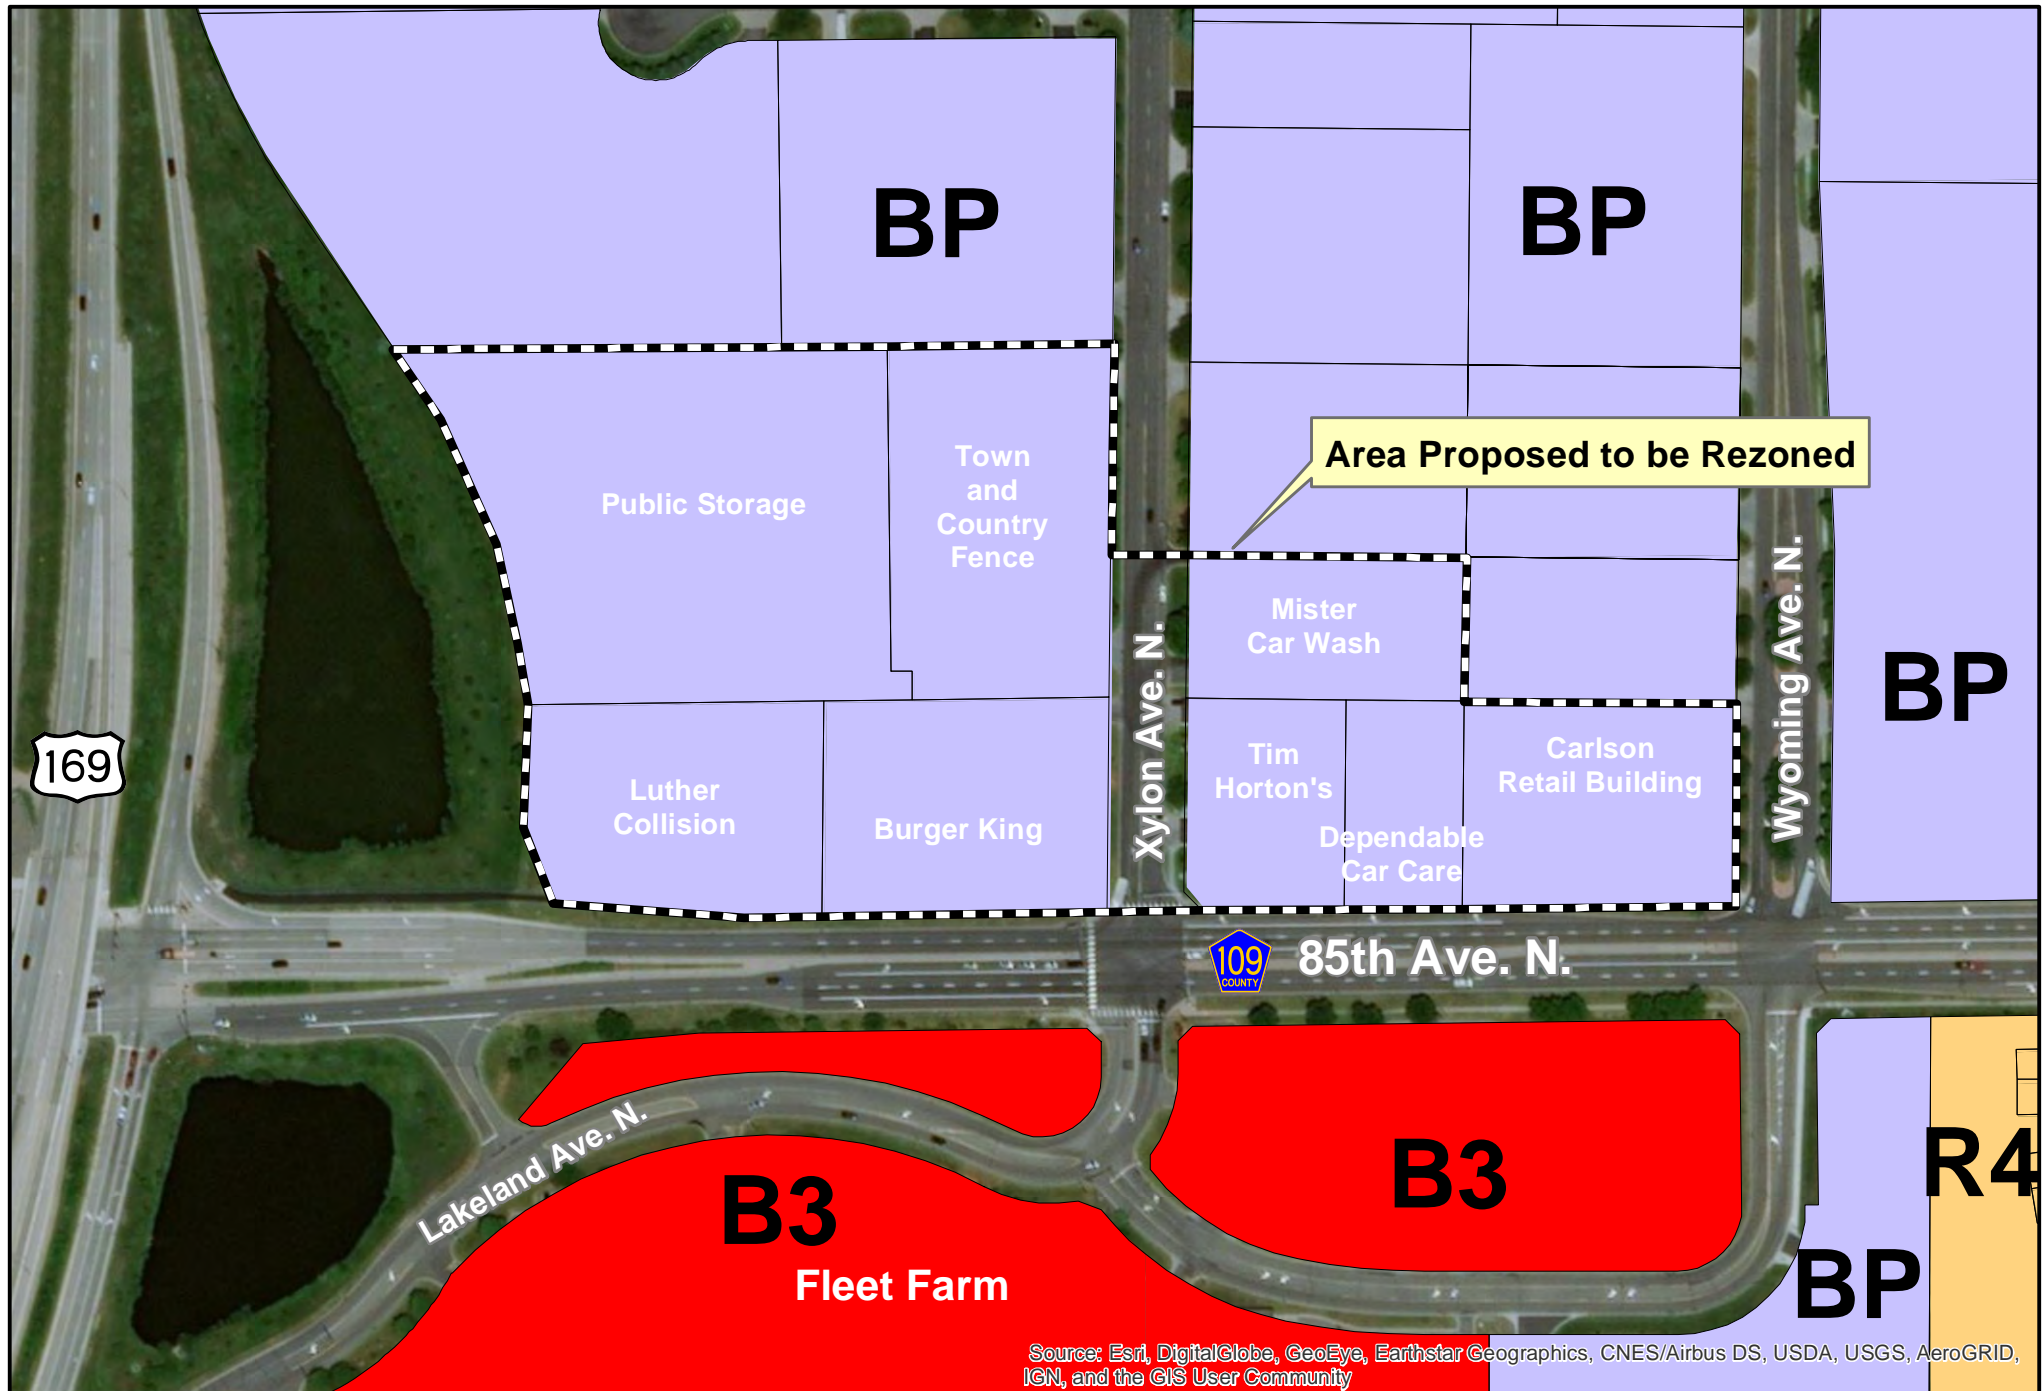 BP
BP
Area Proposed to be Rezoned
Town
and
Country
Fence
Public Storage
Mister
Car Wash
Xylon Ave. N.
Wyoming Ave. N.
BP
169
Luther
Collision
Burger King
Tim
Horton's
Dependable
Car Care
Carlson
Retail Building
109
COUNTY
85th Ave. N.
Lakeland Ave. N.
B3
B3
R4
BP
Fleet Farm
Source: Esri, DigitalGlobe, GeoEye, Earthstar Geographics, CNES/Airbus DS, USDA, USGS, AeroGRID,
IGN, and the GIS User Community